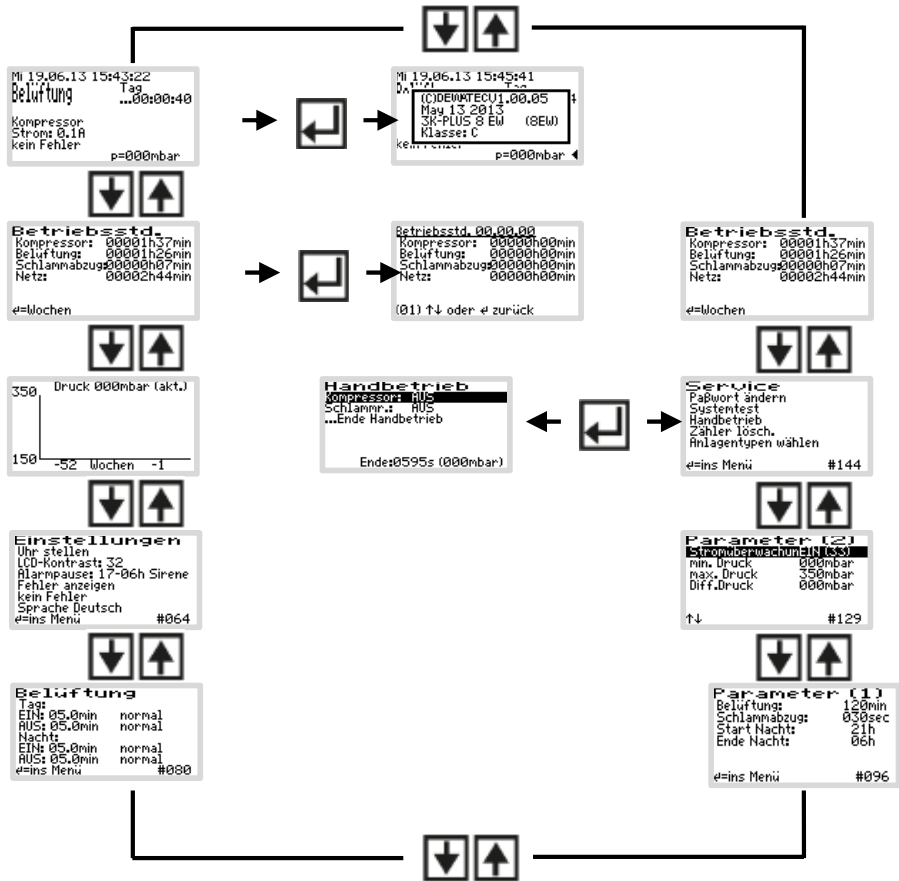 Mi 19.06.13 15:43:22
Belüftung Tag
...00:00:40
Kompressor
Strom: 0.1A
kein Fehler
p=000mbar
Mi 19.06.13 15:45:41
(C)DEWATECV1.00.05
May 13 2013
3K-PLUS 8 EW (8EW)
Klasse: C
p=000mbar
Betriebsstd.
Kompressor: 00001h37min
Belüftung: 00001h26min
Schlammabzug:00000h07min
Netz: 00002h44min
↵=Wochen
Betriebsstd. 00.00.00
Kompressor: 00000h00min
Belüftung: 00000h00min
Schlammabzug:00000h00min
Netz: 00000h00min
(01) ↑↓ oder ↵ zurück
Betriebsstd.
Kompressor: 00001h37min
Belüftung: 00001h26min
Schlammabzug:00000h07min
Netz: 00002h44min
↵=Wochen
Druck 000mbar (akt.)
350
150
-52 Wochen -1
Handbetrieb
Kompressor: AUS
Schlammr.: AUS
...Ende Handbetrieb
Ende:0595s (000mbar)
Service
Paßwort ändern
Systemtest
Handbetrieb
Zähler lösch.
Anlagentypen wählen
↵=ins Menü #144
Einstellungen
Uhr stellen
LCD-Kontrast: 32
Alarmpause: 17-06h Sirene
Fehler anzeigen
kein Fehler
Sprache Deutsch
↵=ins Menü #064
Parameter (2)
StromüberwachunEIN (33)
min. Druck 000mbar
max. Druck 350mbar
Diff.Druck 000mbar
↑↓ #129
Belüftung
Tag:
EIN: 05.0min normal
AUS: 05.0min normal
Nacht:
EIN: 05.0min normal
AUS: 05.0min normal
↵=ins Menü #080
Parameter (1)
Belüftung: 120min
Schlammabzug: 030sec
Start Nacht: 21h
Ende Nacht: 06h
↵=ins Menü #096